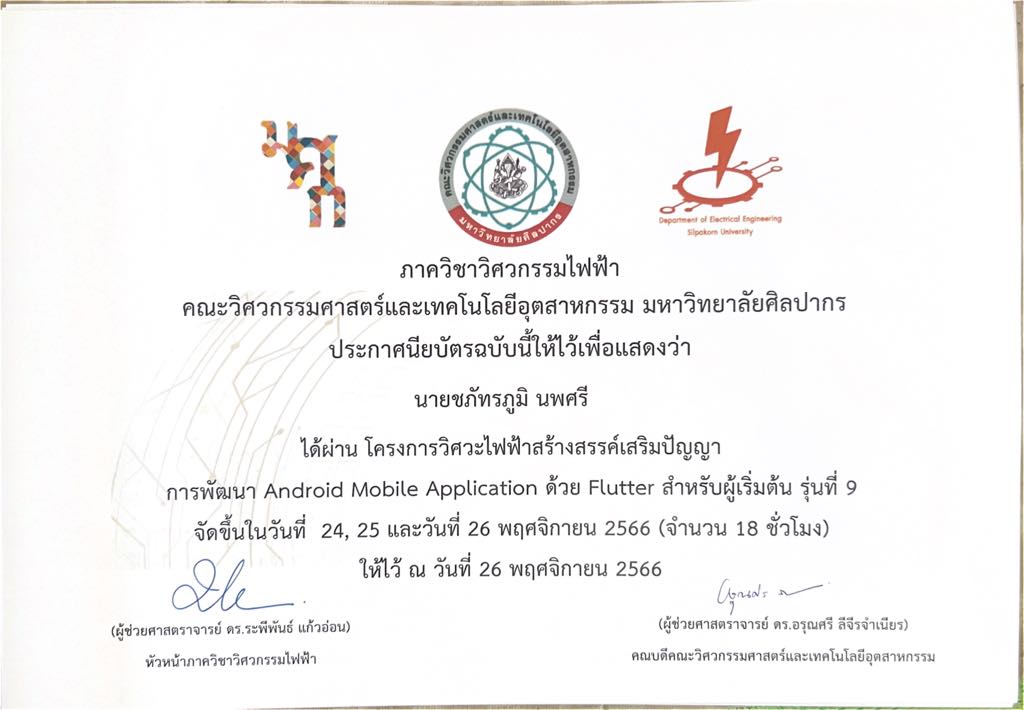 มศก
คณะวิศวกรรมศาสตร์และเทคโนโลยีอุตสาหกรรม
มหาวิทยาลัยศิลปากร
Department of Electrical Engineering
Silpakorn University
ภาควิชาวิศวกรรมไฟฟ้า
คณะวิศวกรรมศาสตร์และเทคโนโลยีอุตสาหกรรม มหาวิทยาลัยศิลปากร
ประกาศนียบัตรฉบับนี้ให้ไว้เพื่อแสดงว่า
นายชภัทรภูมิ นพศรี
ได้ผ่าน โครงการวิศวะไฟฟ้าสร้างสรรค์เสริมปัญญา
การพัฒนา Android Mobile Application ด้วย Flutter สำหรับผู้เริ่มต้น รุ่นที่ 9
จัดขึ้นในวันที่ 24, 25 และวันที่ 26 พฤศจิกายน 2566 (จำนวน 18 ชั่วโมง)
ให้ไว้ ณ วันที่ 26 พฤศจิกายน 2566
(ผู้ช่วยศาสตราจารย์ ดร.ระพีพันธ์ แก้วอ่อน)
หัวหน้าภาควิชาวิศวกรรมไฟฟ้า
(ผู้ช่วยศาสตราจารย์ ดร.อรุณศรี ลีจีรจำเนียร)
คณบดีคณะวิศวกรรมศาสตร์และเทคโนโลยีอุตสาหกรรม